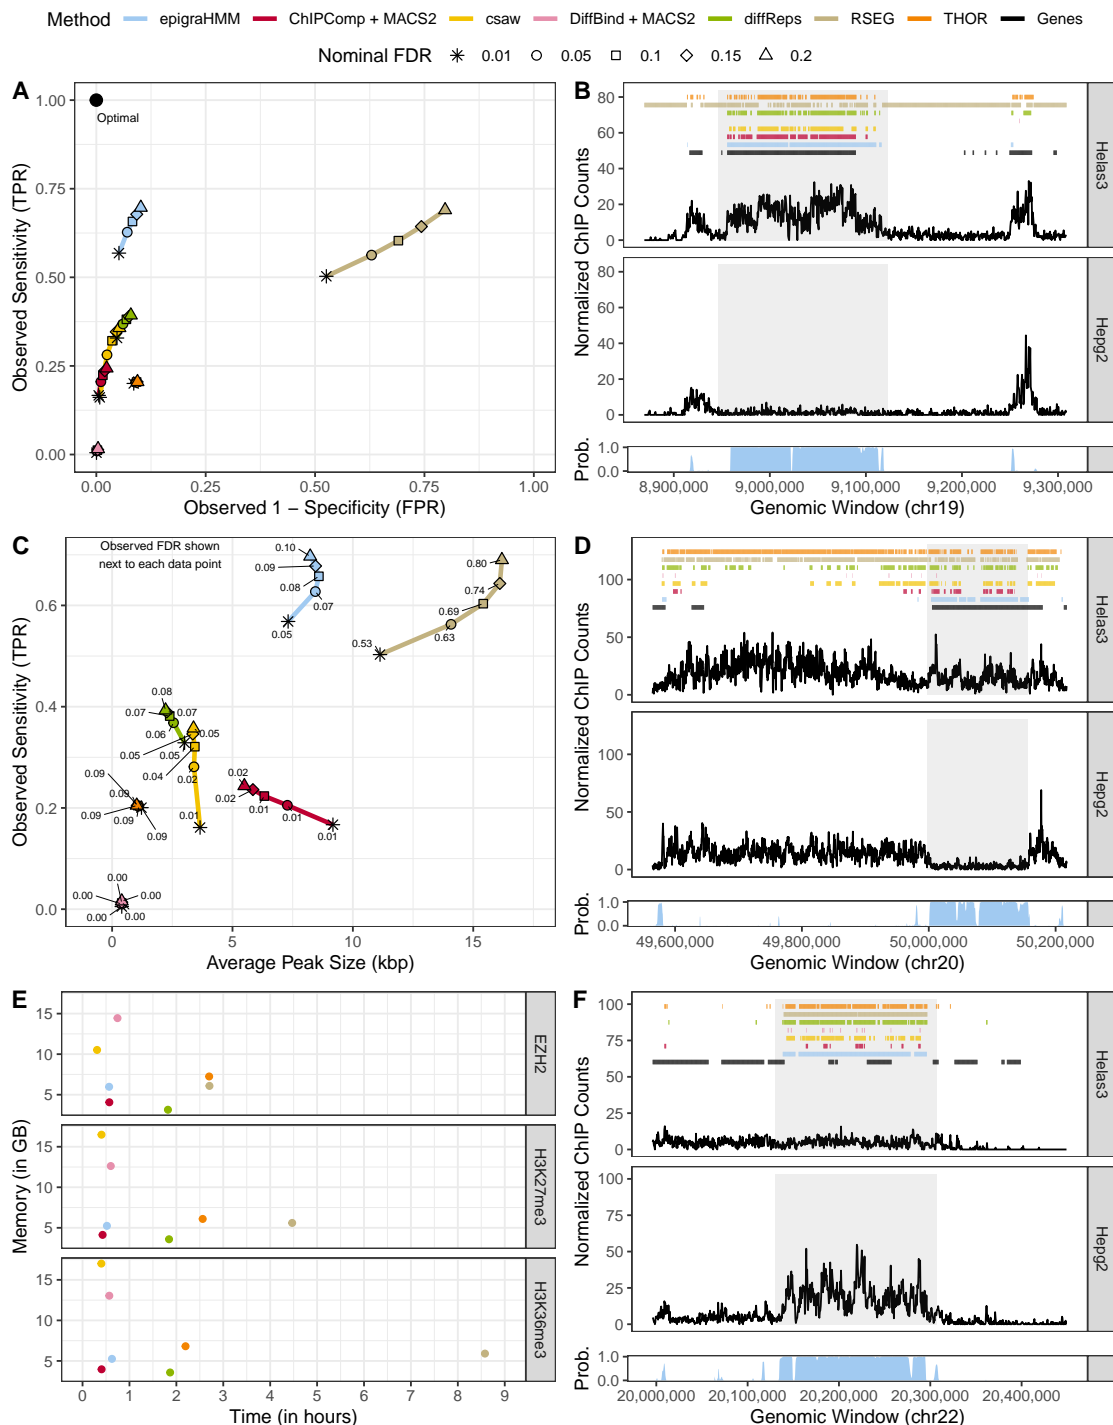 Method epigraHMM ChIPComp + MACS2 csaw DiffBind + MACS2 diffReps RSEG THOR Genes
Nominal FDR 0.01 0.05 0.1 0.15 0.2
A
Observed Sensitivity (TPR)
1.00
0.75
0.50
0.25
0.00
Optimal
0.00 0.25 0.50 0.75 1.00
Observed 1 − Specificity (FPR)
B
Normalized ChIP Counts
80
60
40
20
0
Helas3
80
60
40
20
0
Hepg2
Prob.
1.0
0.0
8,900,000 9,000,000 9,100,000 9,200,000 9,300,000
Genomic Window (chr19)
C
Observed FDR shown
next to each data point
Observed Sensitivity (TPR)
0.6
0.4
0.2
0.0
0.10
0.09
0.08
0.07
0.05
0.80
0.74
0.69
0.63
0.53
0.08
0.07
0.07
0.06
0.05
0.05
0.05
0.04
0.02
0.01
0.02
0.02
0.01
0.01
0.01
0.09
0.09
0.09
0.09
0.09
0.00
0.00
0.00
0.00
0.00
0 5 10 15
Average Peak Size (kbp)
D
Normalized ChIP Counts
100
50
0
Helas3
100
50
0
Hepg2
Prob.
1.0
0.0
49,600,000 49,800,000 50,000,000 50,200,000
Genomic Window (chr20)
E
Memory (in GB)
15
10
5
EZH2
15
10
5
H3K27me3
15
10
5
H3K36me3
0 1 2 3 4 5 6 7 8 9
Time (in hours)
F
Normalized ChIP Counts
100
75
50
25
0
Helas3
100
75
50
25
0
Hepg2
Prob.
1.0
0.0
20,000,000 20,100,000 20,200,000 20,300,000 20,400,000
Genomic Window (chr22)